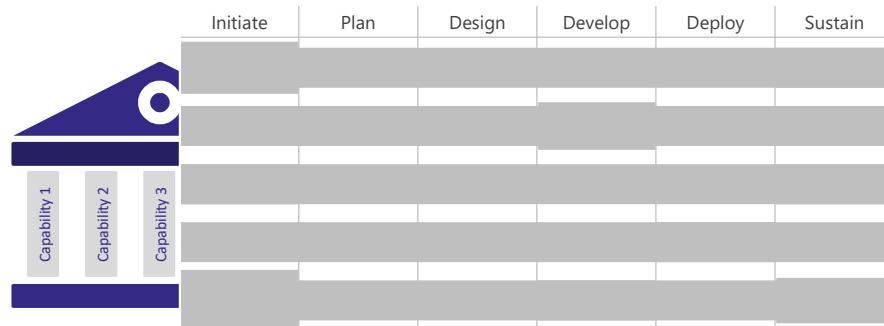 Initiate Plan Design Develop Deploy Sustain
Capability 1
Capability 2
Capability 3